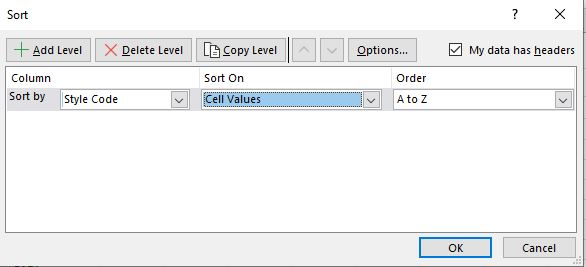 Sort
?
Add Level Delete Level Copy Level Options... My data has headers
Column Sort On Order
Sort by Style Code Cell Values A to Z
OK Cancel